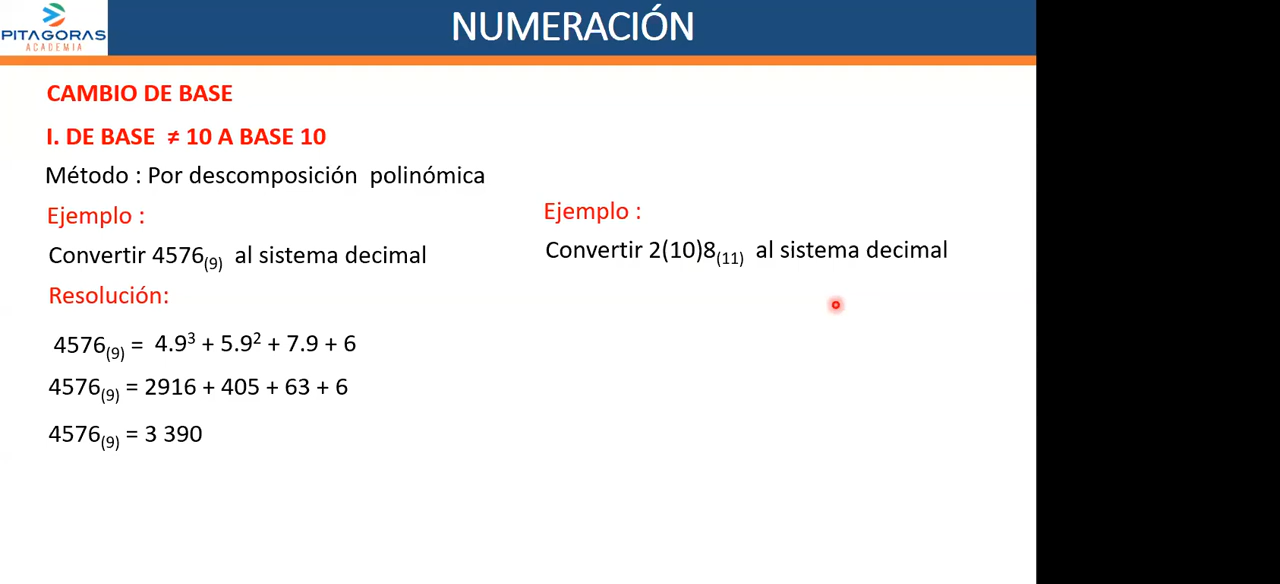 PITAGORAS
ACADEMIA
NUMERACIÓN
CAMBIO DE BASE
I. DE BASE ≠ 10 A BASE 10
Método : Por descomposición polinómica
Ejemplo :
Convertir 4576₍₉₎ al sistema decimal
Resolución:
4576₍₉₎ = 4.9³ + 5.9² + 7.9 + 6
4576₍₉₎ = 2916 + 405 + 63 + 6
4576₍₉₎ = 3 390
Ejemplo :
Convertir 2(10)8₍₁₁₎ al sistema decimal